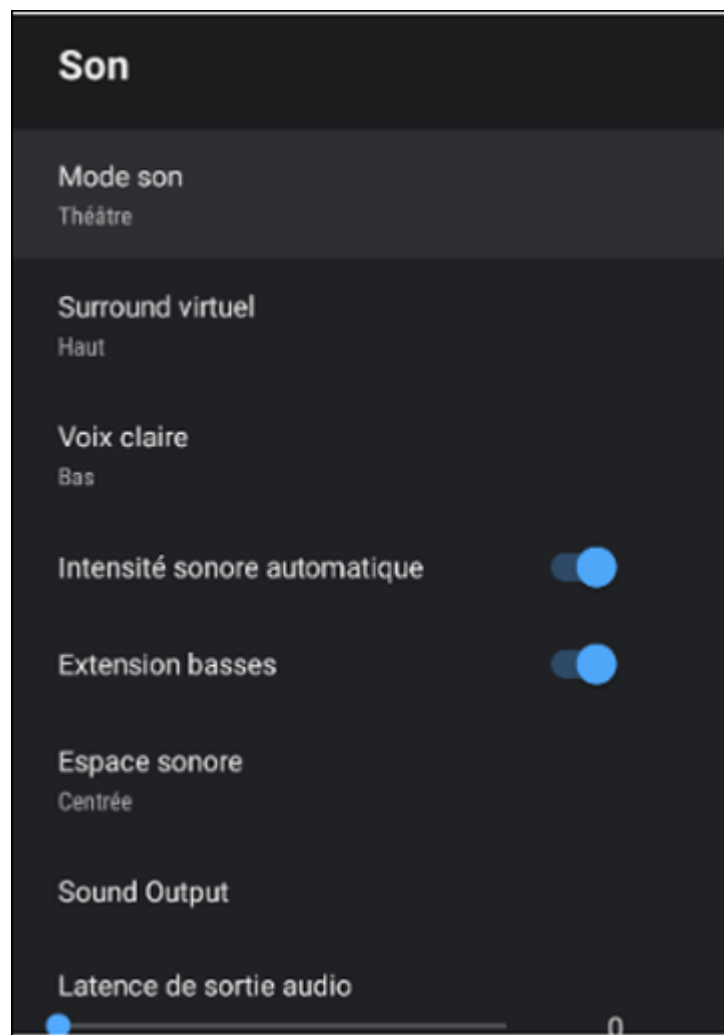 Son
Mode son
Théâtre
Surround virtuel
Haut
Voix claire
Bas
Intensité sonore automatique
Extension basses
Espace sonore
Centrée
Sound Output
Latence de sortie audio
0